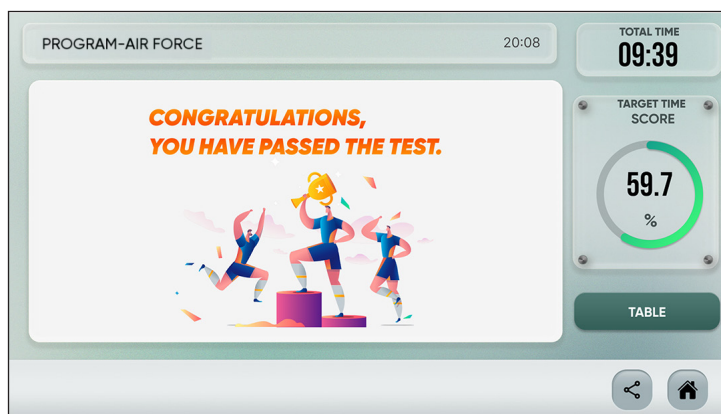 PROGRAM-AIR FORCE
20:08
TOTAL TIME
09:39
CONGRATULATIONS,
YOU HAVE PASSED THE TEST.
TARGET TIME
SCORE
59.7
%
TABLE